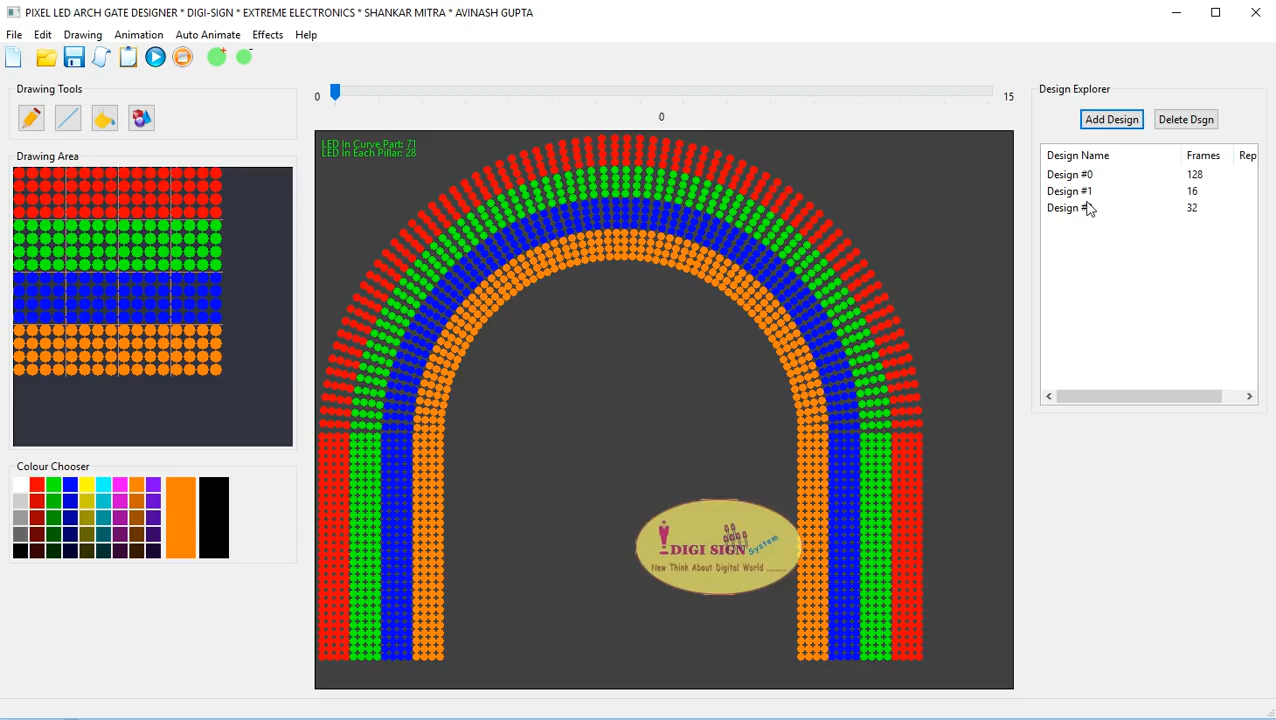 PIXEL LED ARCH GATE DESIGNER * DIGI-SIGN * EXTREME ELECTRONICS * SHANKAR MITRA * AVINASH GUPTA
File Edit Drawing Animation Auto Animate Effects Help
Drawing Tools
Drawing Area
Colour Chooser
0
15
0
LED In Curve Part: 71
LED In Each Pillar: 28
DIGI SIGN System
New Think About Digital World .........
Design Explorer
Add Design Delete Dsgn
Design Name Frames Rep
Design #0 128
Design #1 16
Design # 32